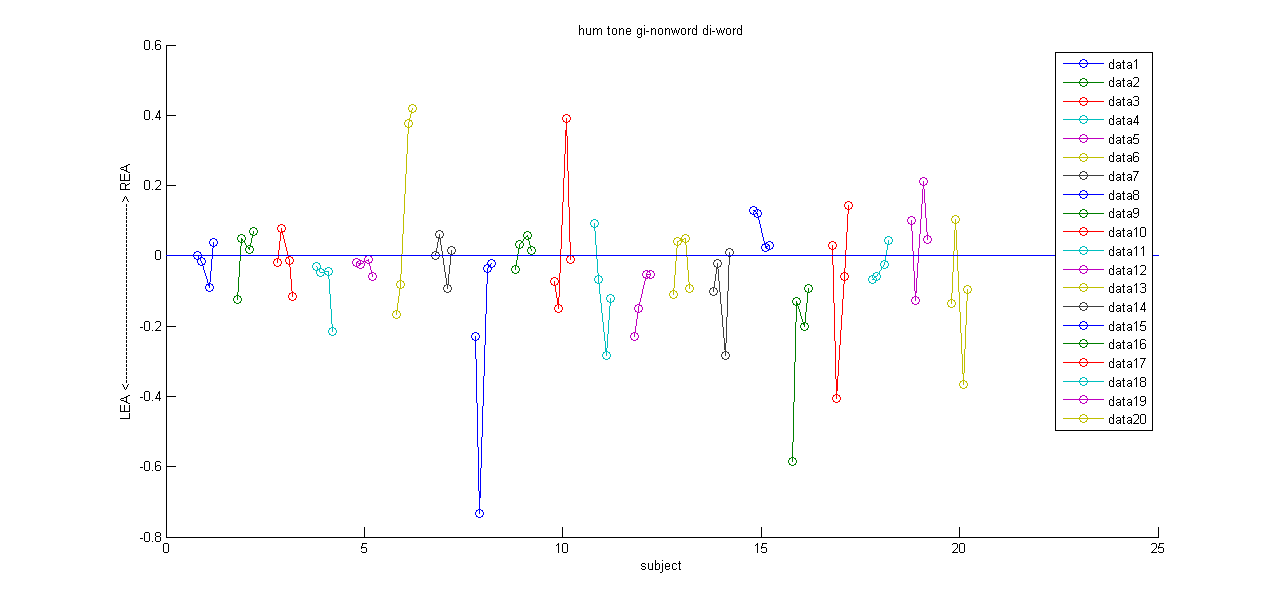 hum tone gi-nonword di-word
0.6
0.4
0.2
0
-0.2
-0.4
-0.6
-0.8
LEA <---------------> REA
0
5
10
15
20
25
subject
data1
data2
data3
data4
data5
data6
data7
data8
data9
data10
data11
data12
data13
data14
data15
data16
data17
data18
data19
data20